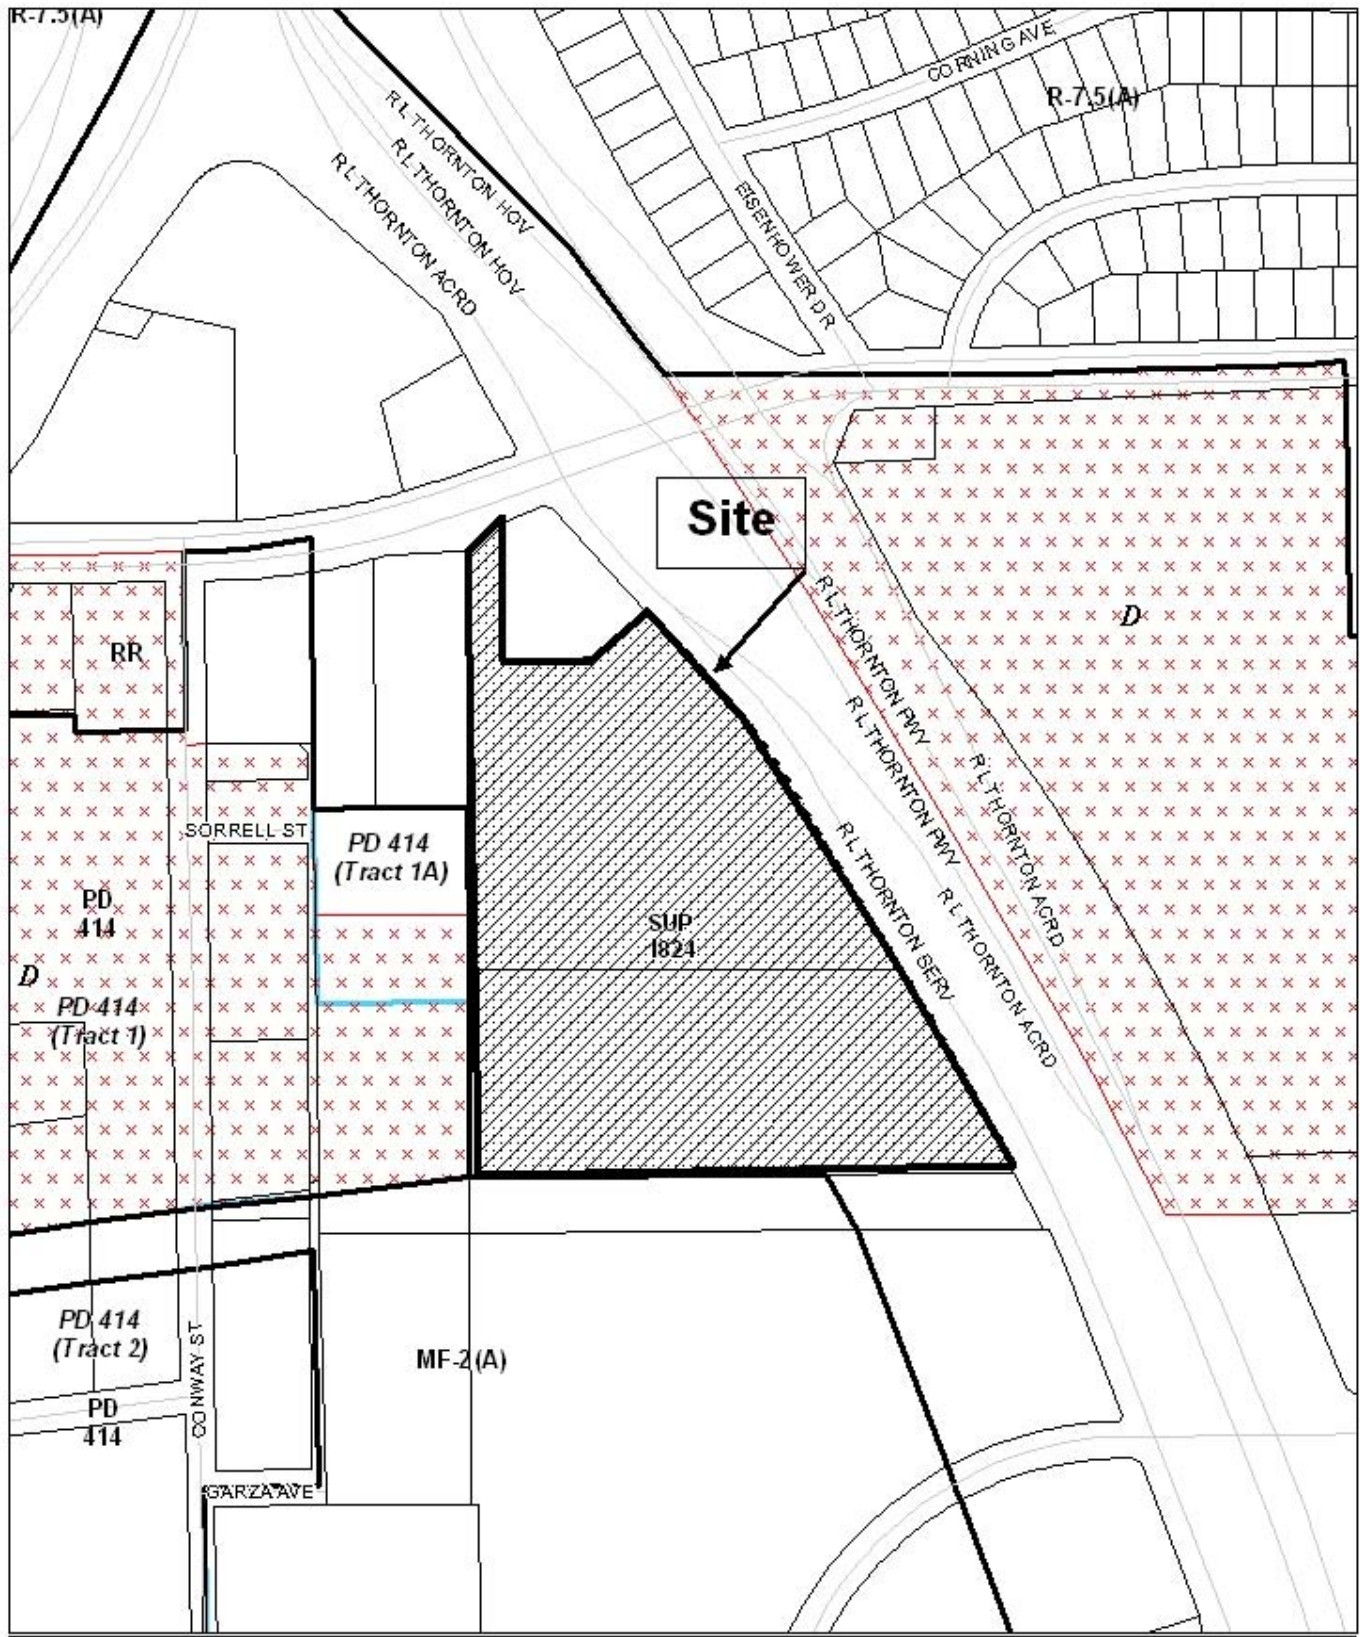 R-7.5(A)
CORNING AVE
R-7.5(A)
R L THORNTON HOV
R L THORNTON HOV
R L THORNTON ACRD
EISENHOWER DR
Site
R L THORNTON PWY
D
RR
R L THORNTON PWY
R L THORNTON ACRD
SORRELL ST
PD 414
(Tract 1A)
R L THORNTON SERV
R L THORNTON ACRD
PD
414
SUP
1824
D
PD 414
(Tract 1)
PD 414
(Tract 2)
CONWAY ST
MF-2(A)
PD
414
GARZA AVE